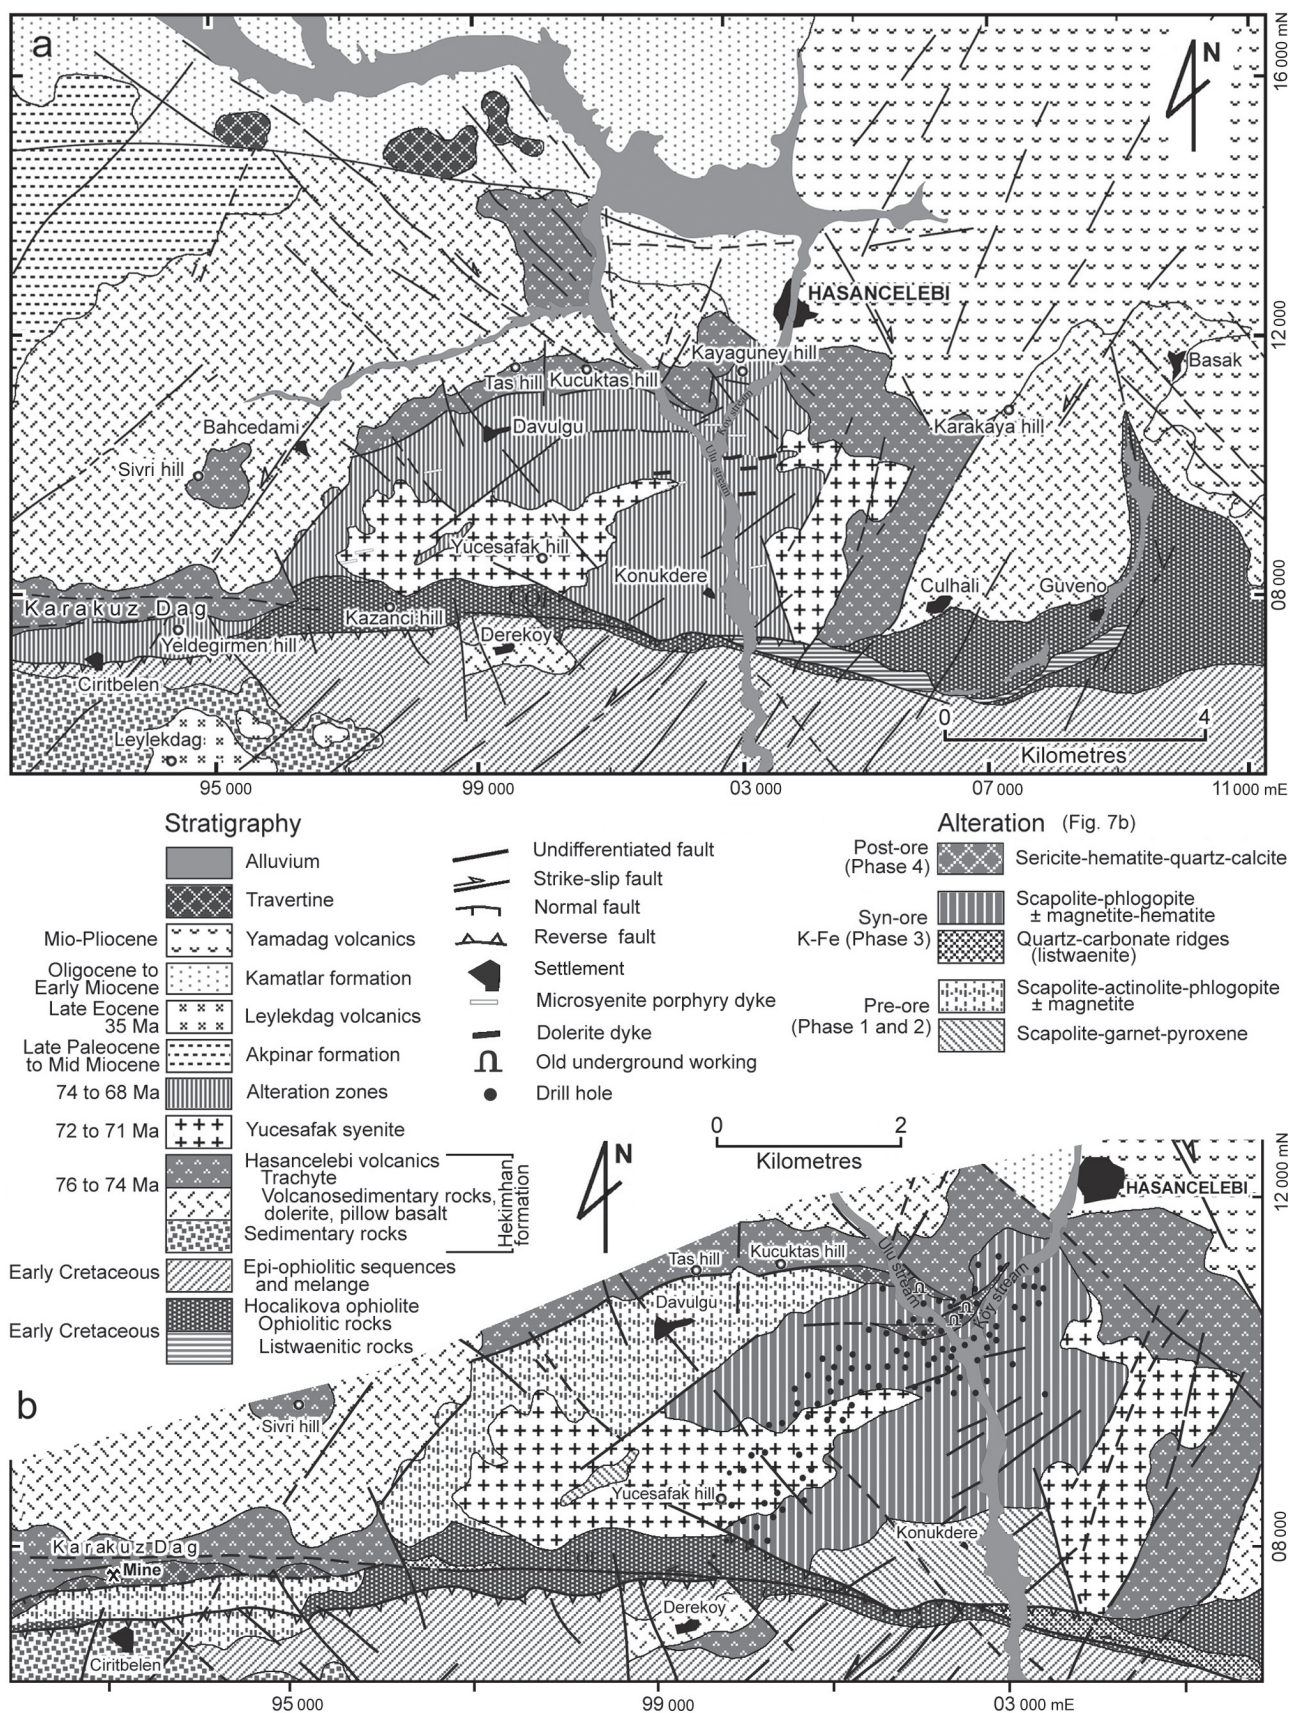 a
N
16 000 mN
HASANCELEBI
12 000
Kayaguney hill
Basak
Tas hill
Kucuktas hill
Koy stream
Karakaya hill
Bahcedami
Davulgu
Sivri hill
Ulu stream
Yucesafak hill
Konukdere
Culhali
Guveno
08 000
Karakuz Dag
Kazanci hill
Yeldegirmen hill
Derekoy
Ciritbelen
Leylekdag
0 4
Kilometres
95 000
99 000
03 000
07 000
11 000 mE
Stratigraphy
Alluvium
Travertine
Mio-Pliocene
Yamadag volcanics
Oligocene to
Early Miocene
Kamatlar formation
Late Eocene
35 Ma
Leylekdag volcanics
Late Paleocene
to Mid Miocene
Akpinar formation
74 to 68 Ma
Alteration zones
72 to 71 Ma
Yucesafak syenite
76 to 74 Ma
Hasancelebi volcanics
Trachyte
Volcanosedimentary rocks,
dolerite, pillow basalt
Sedimentary rocks
Hekimhan
formation
Early Cretaceous
Epi-ophiolitic sequences
and melange
Early Cretaceous
Hocalikova ophiolite
Ophiolitic rocks
Listwaenitic rocks
Undifferentiated fault
Strike-slip fault
Normal fault
Reverse fault
Settlement
Microsyenite porphyry dyke
Dolerite dyke
Old underground working
Drill hole
Alteration (Fig. 7b)
Post-ore
(Phase 4)
Sericite-hematite-quartz-calcite
Syn-ore
K-Fe (Phase 3)
Scapolite-phlogopite
± magnetite-hematite
Quartz-carbonate ridges
(listwaenite)
Pre-ore
(Phase 1 and 2)
Scapolite-actinolite-phlogopite
± magnetite
Scapolite-garnet-pyroxene
0 2
Kilometres
N
12 000 mN
HASANCELEBI
Tas hill
Kucuktas hill
Ulu stream
Koy stream
Davulgu
b
Sivri hill
Yucesafak hill
Konukdere
08 000
Karakuz Dag
Mine
Derekoy
Ciritbelen
95 000
99 000
03 000 mE